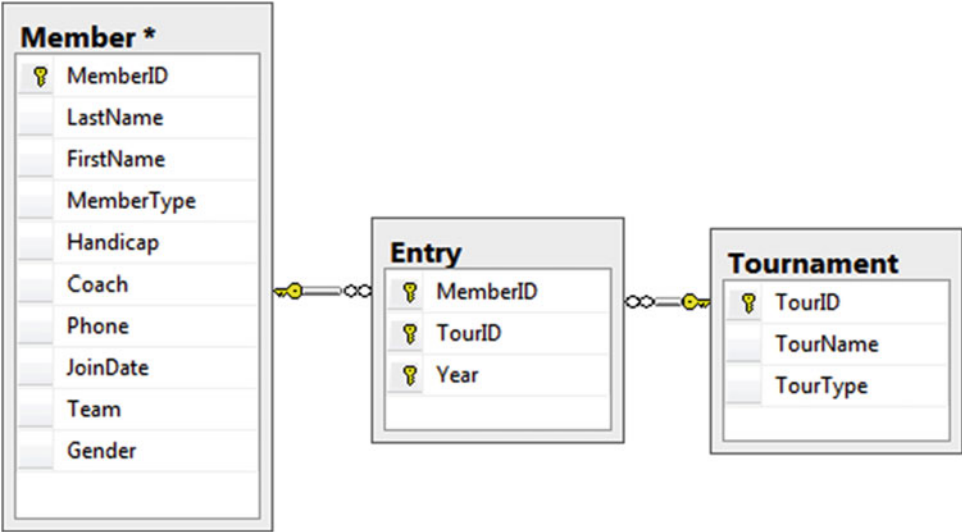 Member *
MemberID
LastName
FirstName
MemberType
Handicap
Coach
Phone
JoinDate
Team
Gender
Entry
MemberID
TourID
Year
Tournament
TourID
TourName
TourType